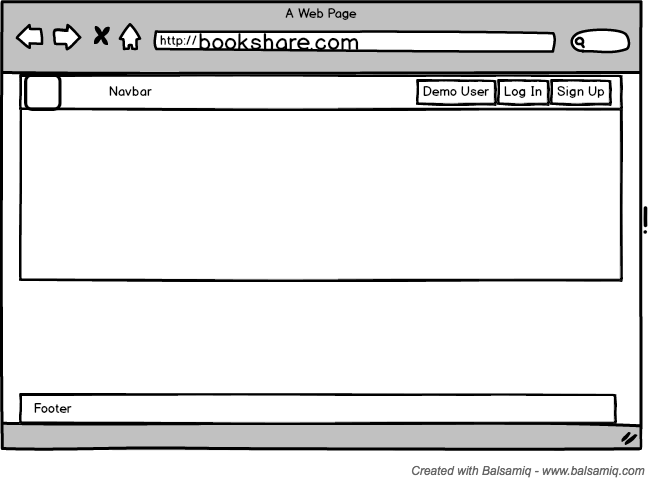 A Web Page
http://bookshare.com
Navbar
Demo User
Log In
Sign Up
!
Footer
Created with Balsamiq - www.balsamiq.com